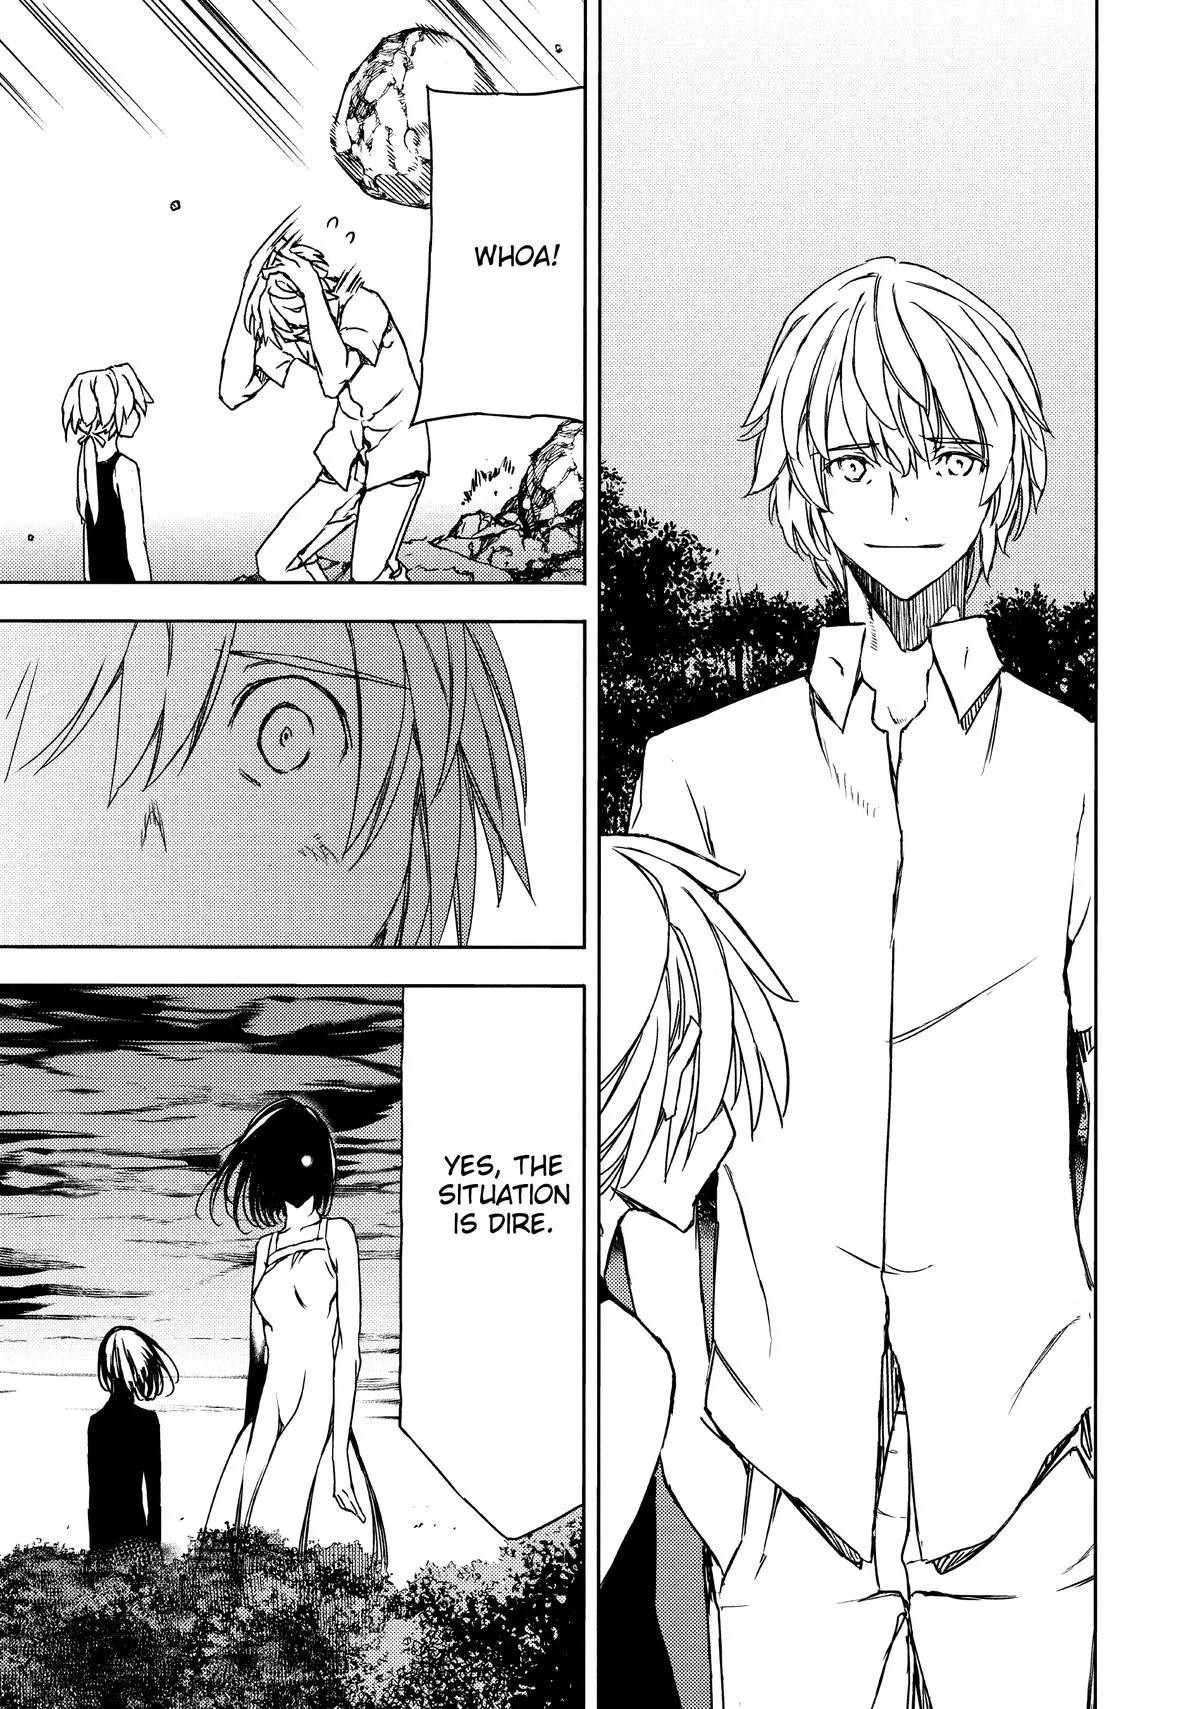 WHOA!
YES, THE
SITUATION
IS DIRE.